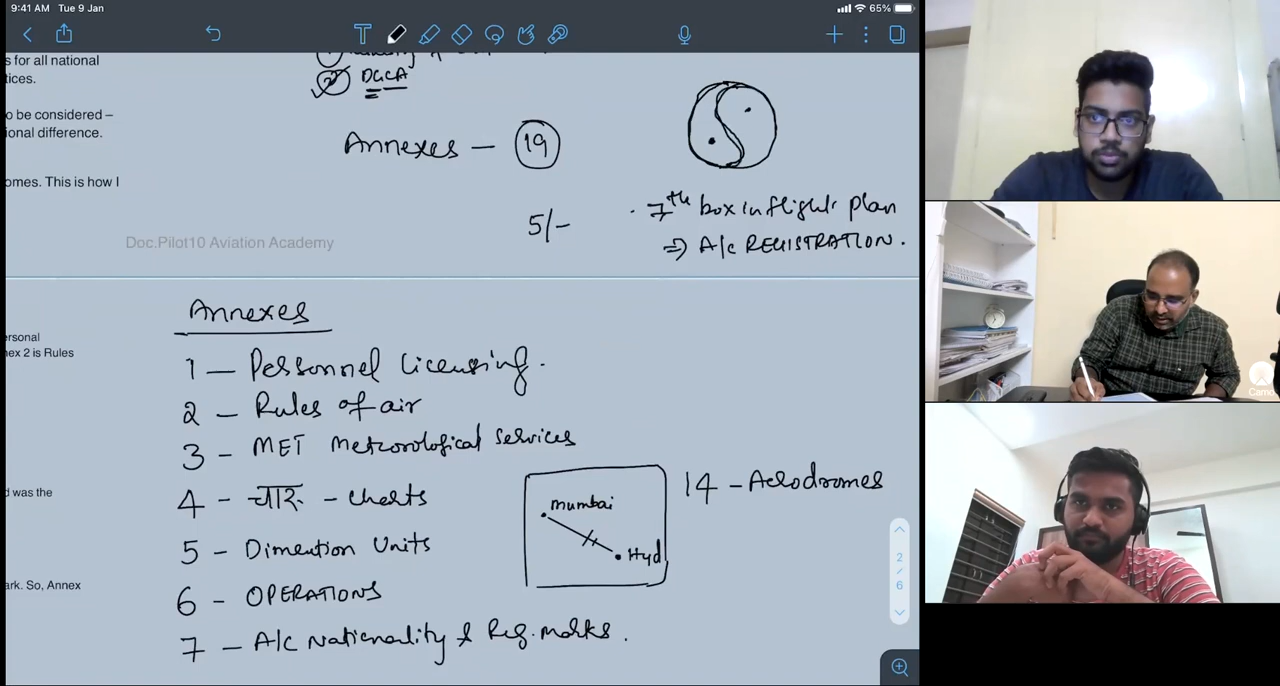 9:41 AM Tue 9 Jan
65%
s for all national
tices.
DGCA
o be considered –
ional difference.
Annexes – 19
omes. This is how I
5/-
· 7th box in flight plan
⇒ A/c REGISTRATION.
Doc.Pilot10 Aviation Academy
Annexes
ersonal
nex 2 is Rules
1 – Personnel licensing.
2 – Rules of air
3 – MET Meteorological services
4 – चार - charts
d was the
Mumbai
Hyd
14 – Aerodromes
5 – Dimention Units
ark. So, Annex
6 – OPERATIONS
7 – A/c Nationality & Reg. marks.
2
/
6